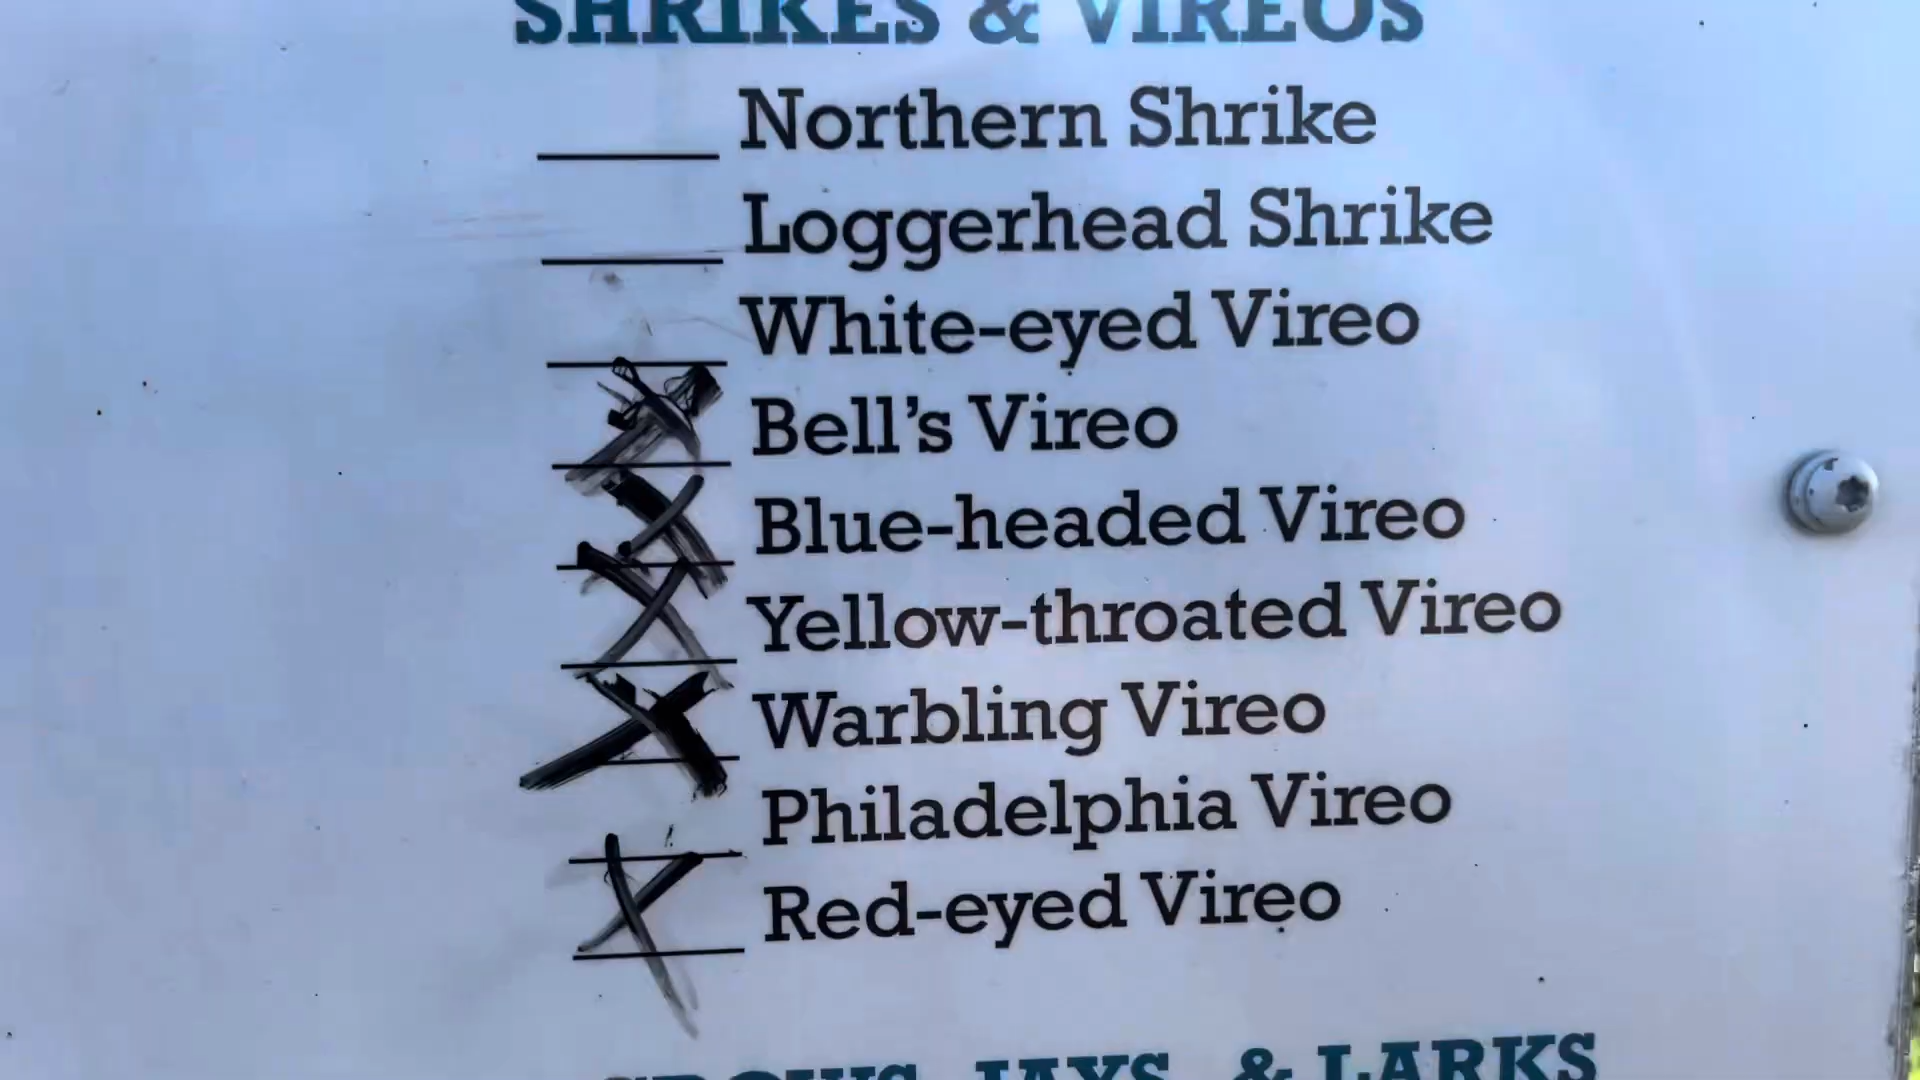 SHRIKES & VIREOS
Northern Shrike
Loggerhead Shrike
White-eyed Vireo
Bell's Vireo
Blue-headed Vireo
Yellow-throated Vireo
Warbling Vireo
Philadelphia Vireo
Red-eyed Vireo
CROWS, JAYS, & LARKS